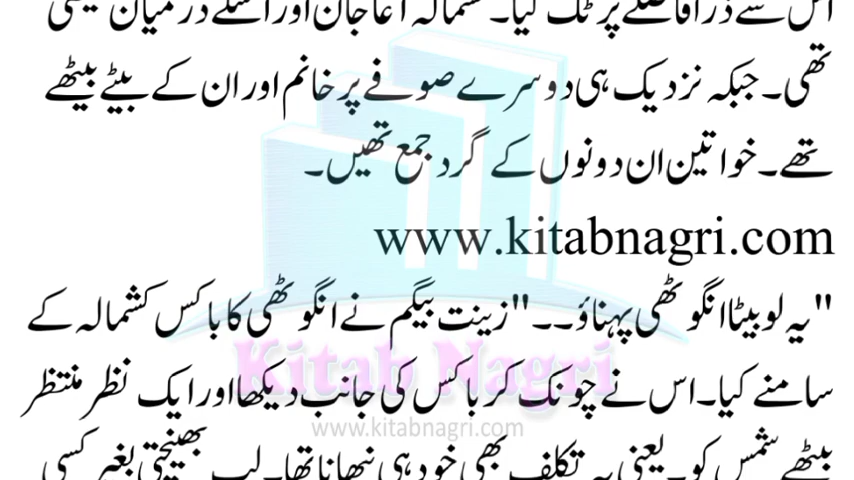 اس سے ذرا فاصلے پر ٹک گیا۔ کشمالہ آغا جان اور اسکے درمیان بیٹھی
تھی۔ جبکہ نزدیک ہی دوسرے صوفے پر خانم اور ان کے بیٹے بیٹھے
تھے۔ خواتین ان دونوں کے گرد جمع تھیں۔
www.kitabnagri.com
"یہ لو بیٹا انگوٹھی پہناؤ۔۔" زینت بیگم نے انگوٹھی کا باکس کشمالہ کے
Kitab Nagri
سامنے کیا۔ اس نے چونک کر باکس کی جانب دیکھا اور ایک نظر منتظر
www.kitabnagri.com
بیٹھے شمس کو۔ یعنی یہ تکلف بھی خود ہی نبھانا تھا۔ لب بھینچتی بغیر کسی